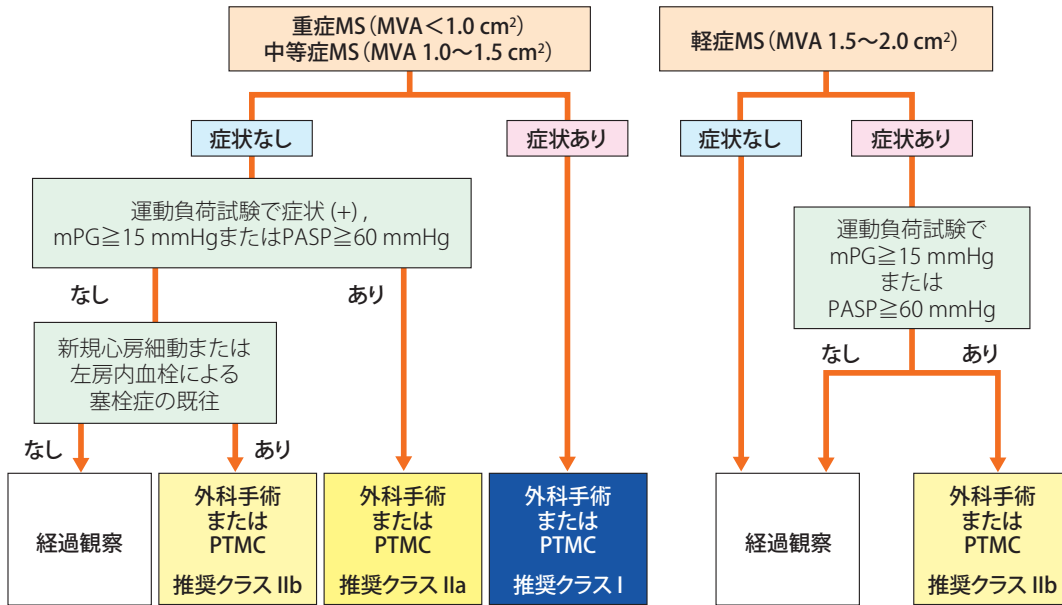 重症MS(MVA<1.0 cm²)
中等症MS(MVA 1.0〜1.5 cm²)
軽症MS(MVA 1.5〜2.0 cm²)
症状なし
症状あり
症状なし
症状あり
運動負荷試験で症状 (+) ,
mPG≧15 mmHgまたはPASP≧60 mmHg
運動負荷試験で
mPG≧15 mmHg
または
PASP≧60 mmHg
なし
あり
新規心房細動または
左房内血栓による
塞栓症の既往
なし
あり
なし
あり
経過観察
外科手術
または
PTMC
推奨クラス IIb
外科手術
または
PTMC
推奨クラス IIa
外科手術
または
PTMC
推奨クラス I
経過観察
外科手術
または
PTMC
推奨クラス IIb